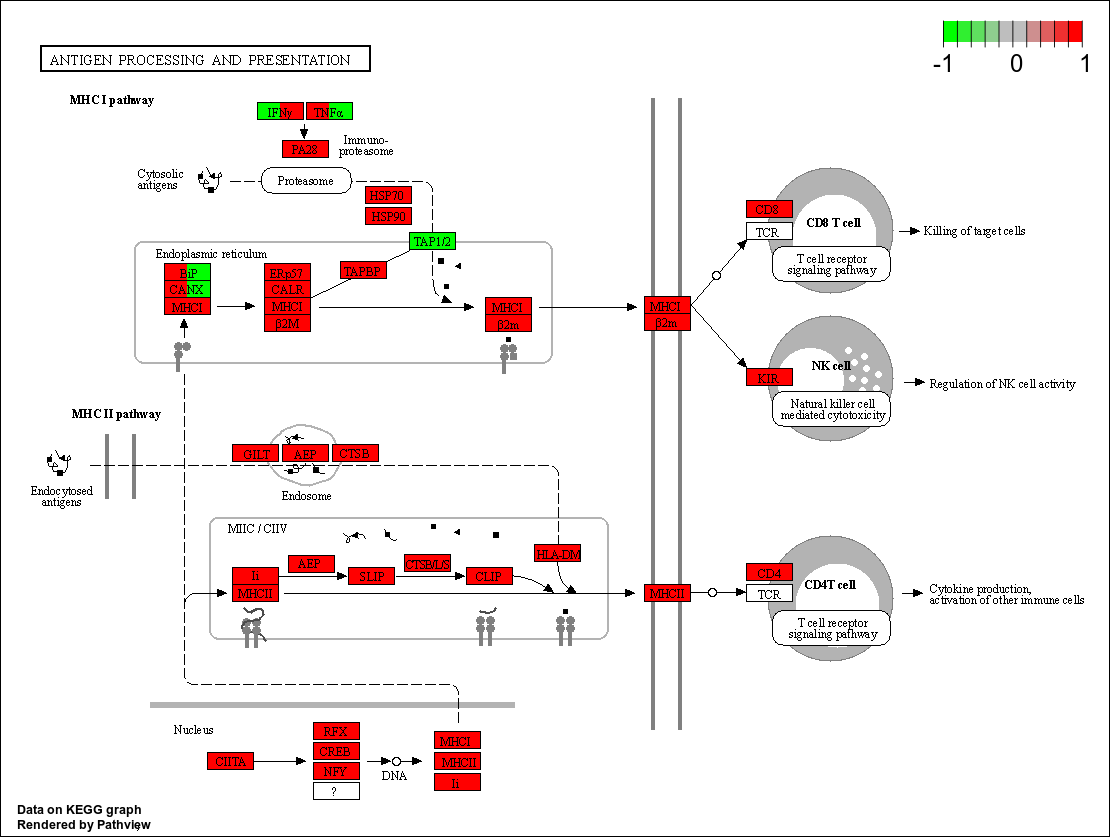 -1 0 1
ANTIGEN PROCESSING AND PRESENTATION
MHC I pathway
IFNγ TNFα
PA28
Immuno-
proteasome
Cytosolic
antigens
Proteasome
HSP70
HSP90
TAP1/2
Endoplasmic reticulum
BiP
CANX
MHCI
ERp57
CALR
MHCI
β2M
TAPBP
MHCI
β2m
MHCI
β2m
CD8
TCR
CD8 T cell
T cell receptor
signaling pathway
Killing of target cells
KIR
NK cell
Natural killer cell
mediated cytotoxicity
Regulation of NK cell activity
MHC II pathway
Endocytosed
antigens
GILT AEP CTSB
Endosome
MIIC / CIIV
Ii
MHCII
AEP
SLIP
CTSB/L/S
CLIP
HLA-DM
MHCII
CD4
TCR
CD4T cell
T cell receptor
signaling pathway
Cytokine production,
activation of other immune cells
Nucleus
CIITA
RFX
CREB
NFY
?
DNA
MHCI
MHCII
Ii
Data on KEGG graph
Rendered by Pathview